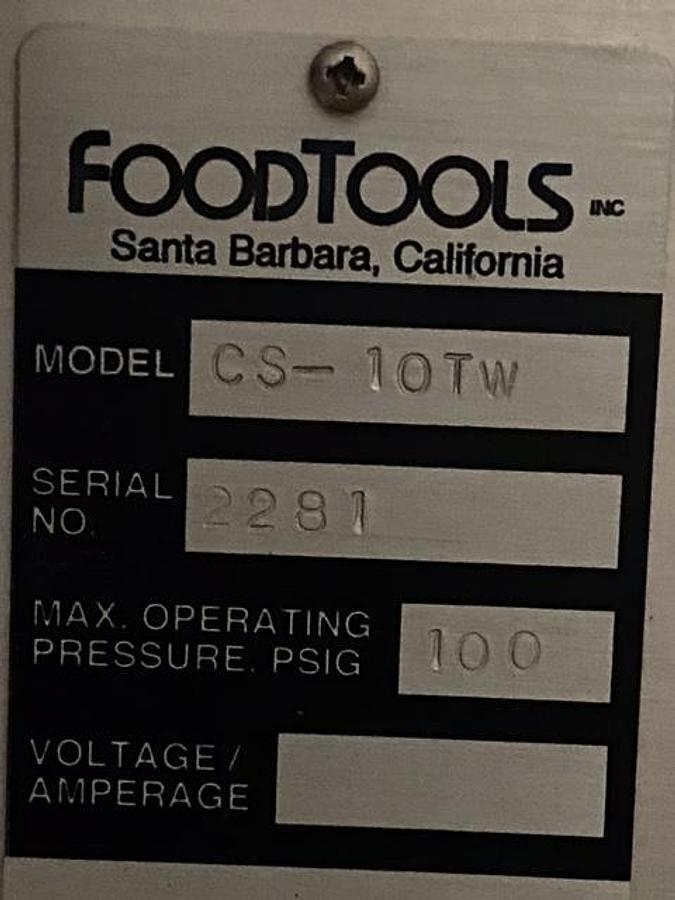 FOODTOOLS INC
Santa Barbara, California
MODEL CS-10TW
SERIAL
NO. 2281
MAX. OPERATING
PRESSURE. PSIG 100
VOLTAGE/
AMPERAGE